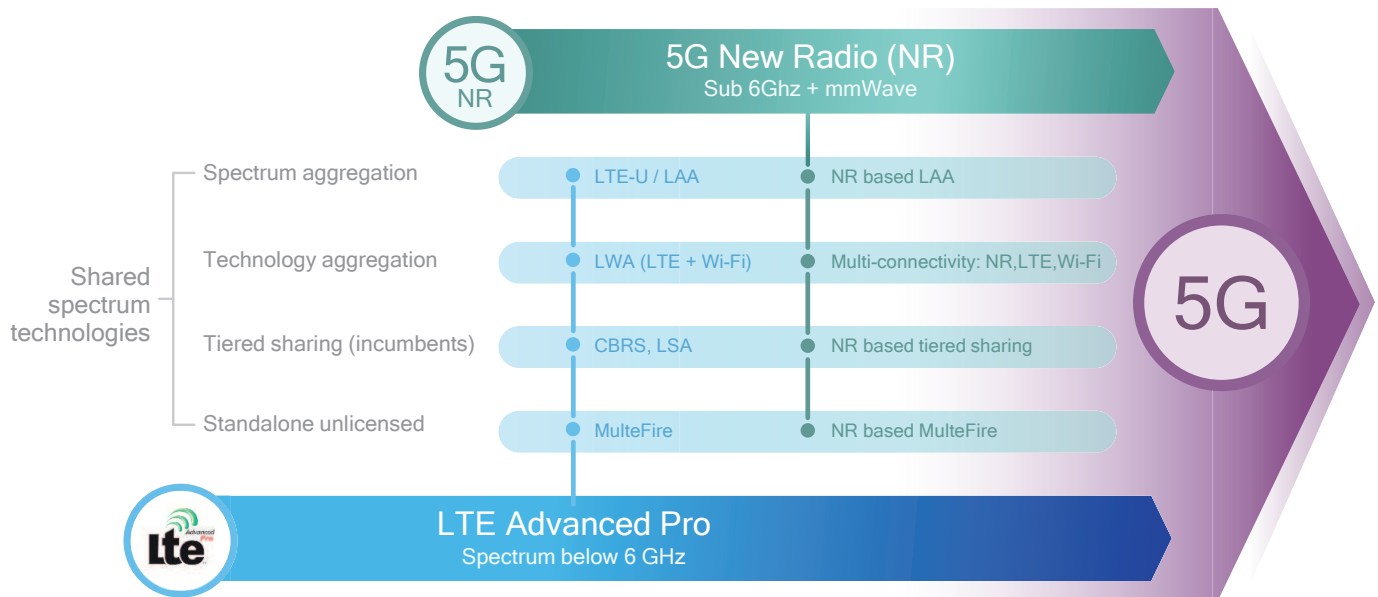 5G
NR
5G New Radio (NR)
Sub 6Ghz + mmWave
Shared
spectrum
technologies
Spectrum aggregation
LTE-U / LAA
NR based LAA
Technology aggregation
LWA (LTE + Wi-Fi)
Multi-connectivity: NR,LTE,Wi-Fi
Tiered sharing (incumbents)
CBRS, LSA
NR based tiered sharing
Standalone unlicensed
MulteFire
NR based MulteFire
5G
Advanced
Pro
Lte
LTE Advanced Pro
Spectrum below 6 GHz